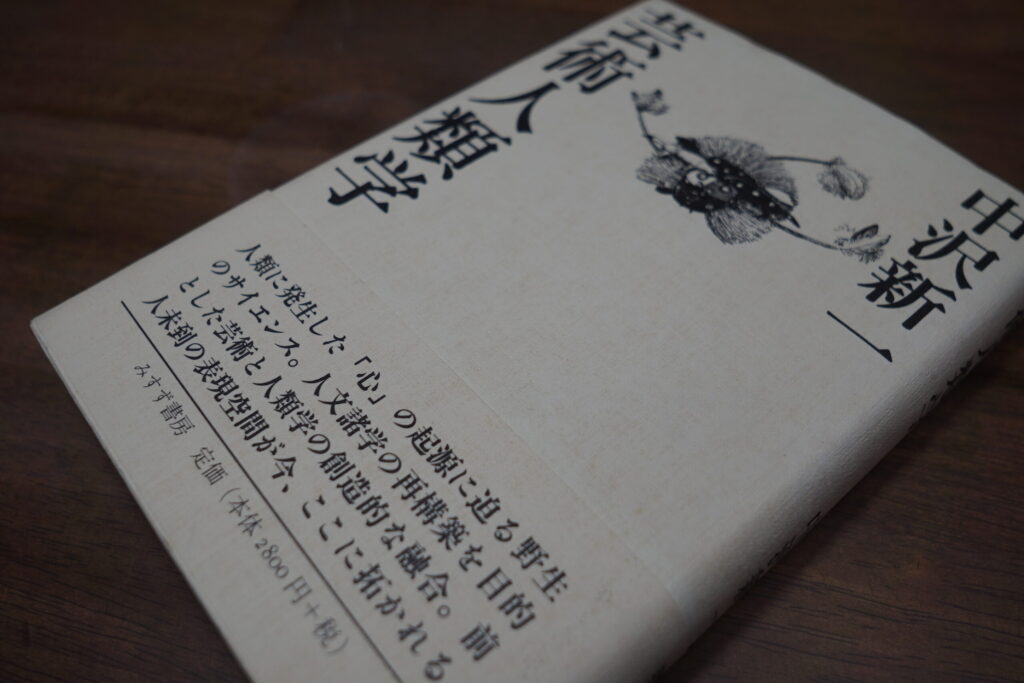 芸術人類学
中沢新一
人類に発生した「心」の起源に迫る野生
のサイエンス。人文諸学の再構築を目的
とした芸術と人類学の創造的な融合。前
人未到の表現空間が今、ここに拓かれる
みすず書房 定価(本体2800円+税)